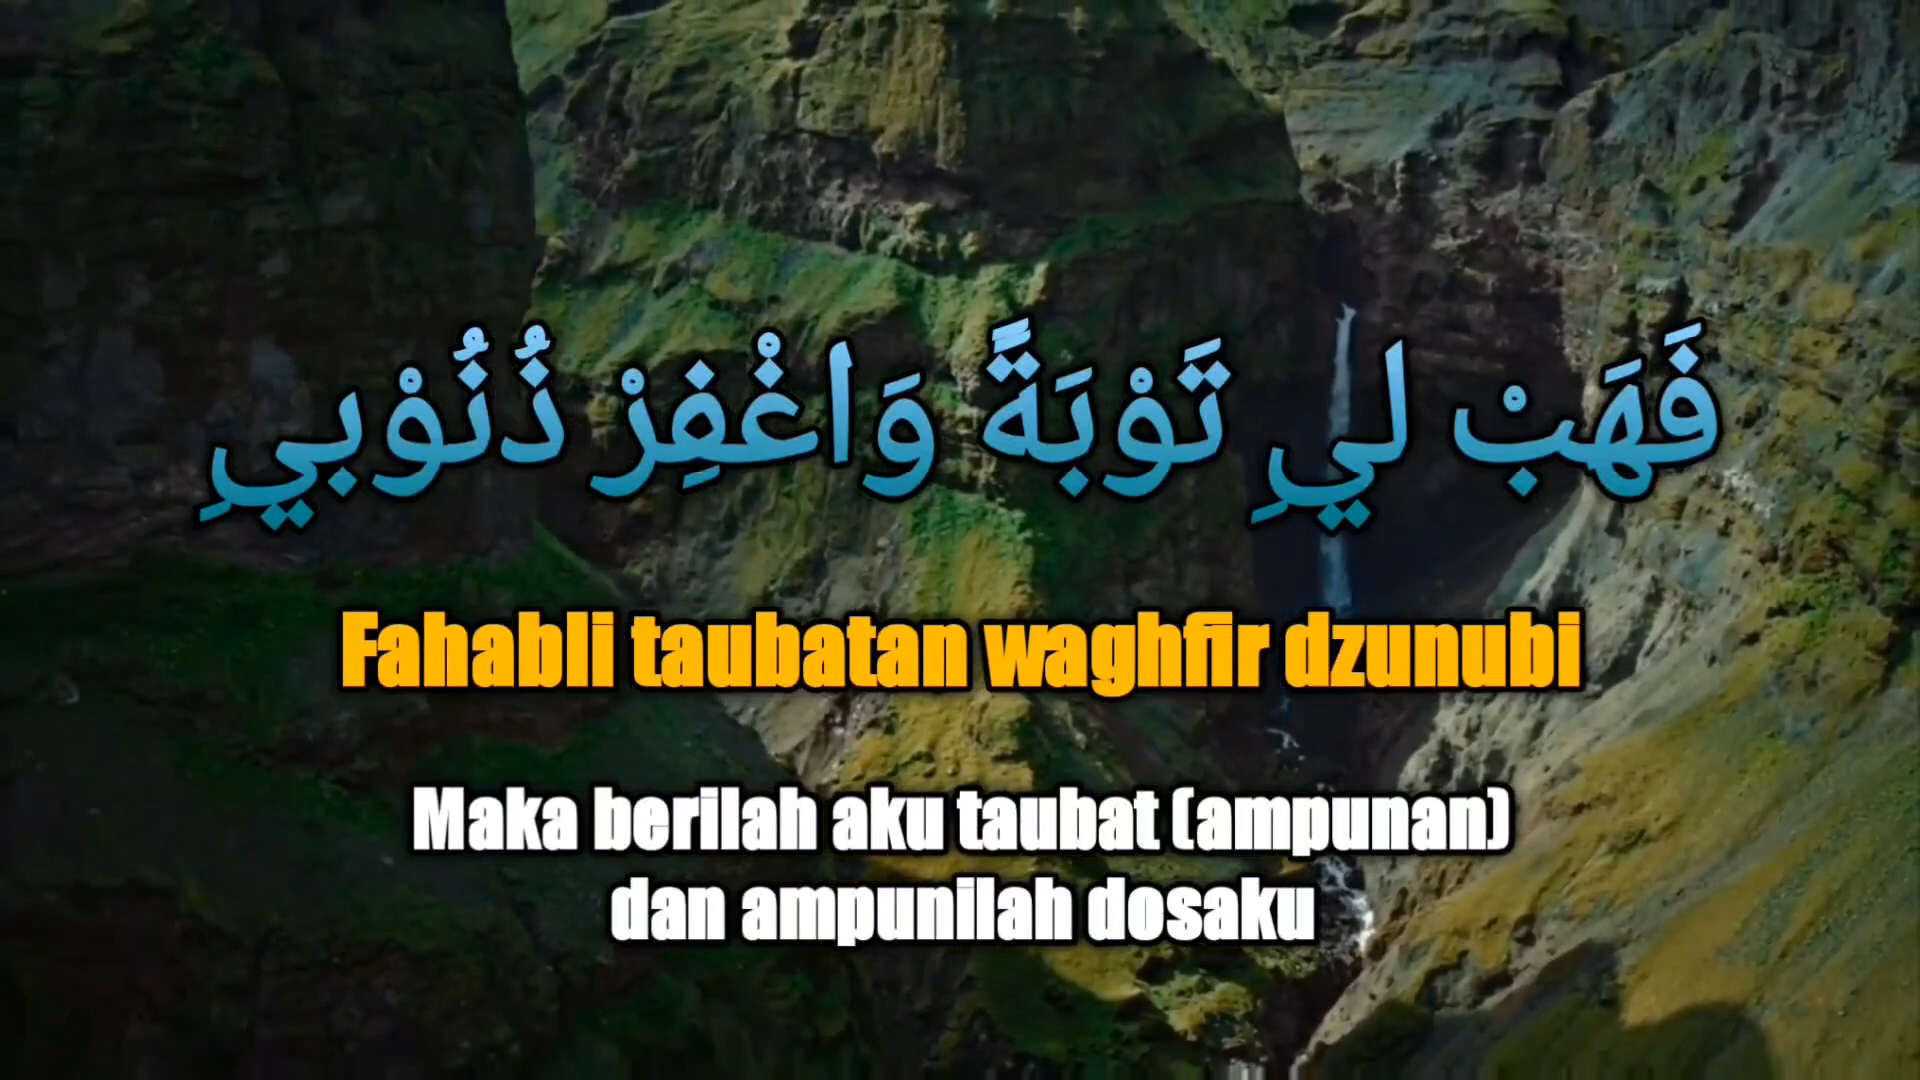 فَهَبْ لِي تَوْبَةً وَاغْفِرْ ذُنُوْبِي
Fahabli taubatan waghfir dzunubi
Maka berilah aku taubat (ampunan)
dan ampunilah dosaku